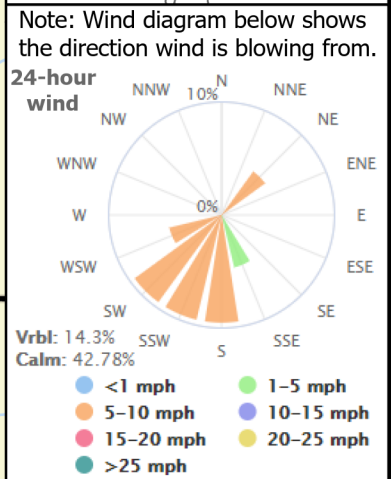 Note: Wind diagram below shows
the direction wind is blowing from.
24-hour
wind
N
NNW
10%
NNE
NW
NE
WNW
ENE
0%
W
E
WSW
ESE
SW
SE
Vrbl: 14.3%
SSW
SSE
S
Calm: 42.78%
<1 mph
1-5 mph
5-10 mph
10-15 mph
15-20 mph
20-25 mph
>25 mph